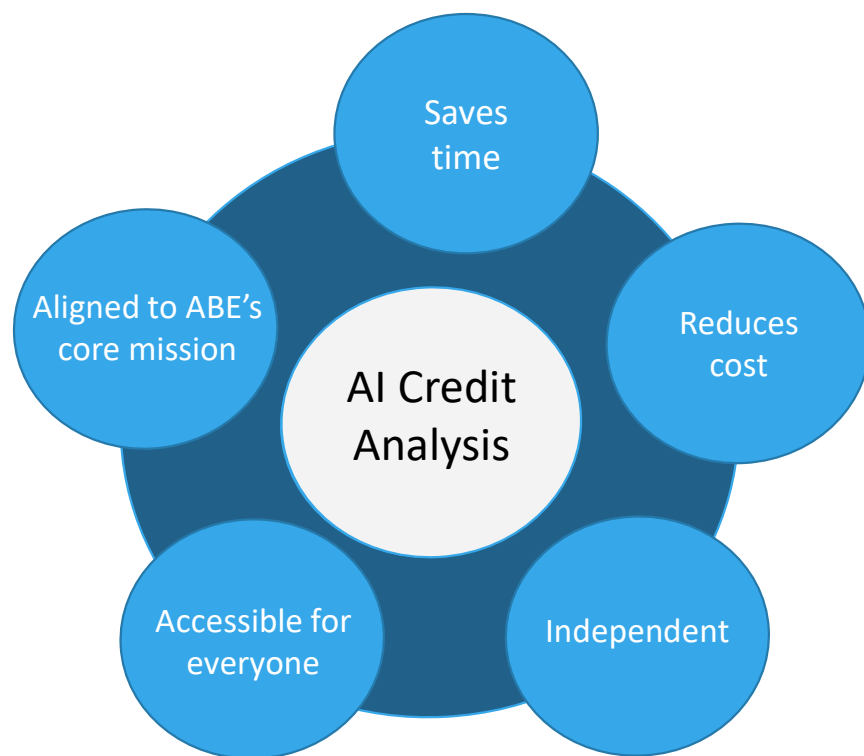 Saves
time
Aligned to ABE’s
core mission
Reduces
cost
AI Credit
Analysis
Accessible for
everyone
Independent